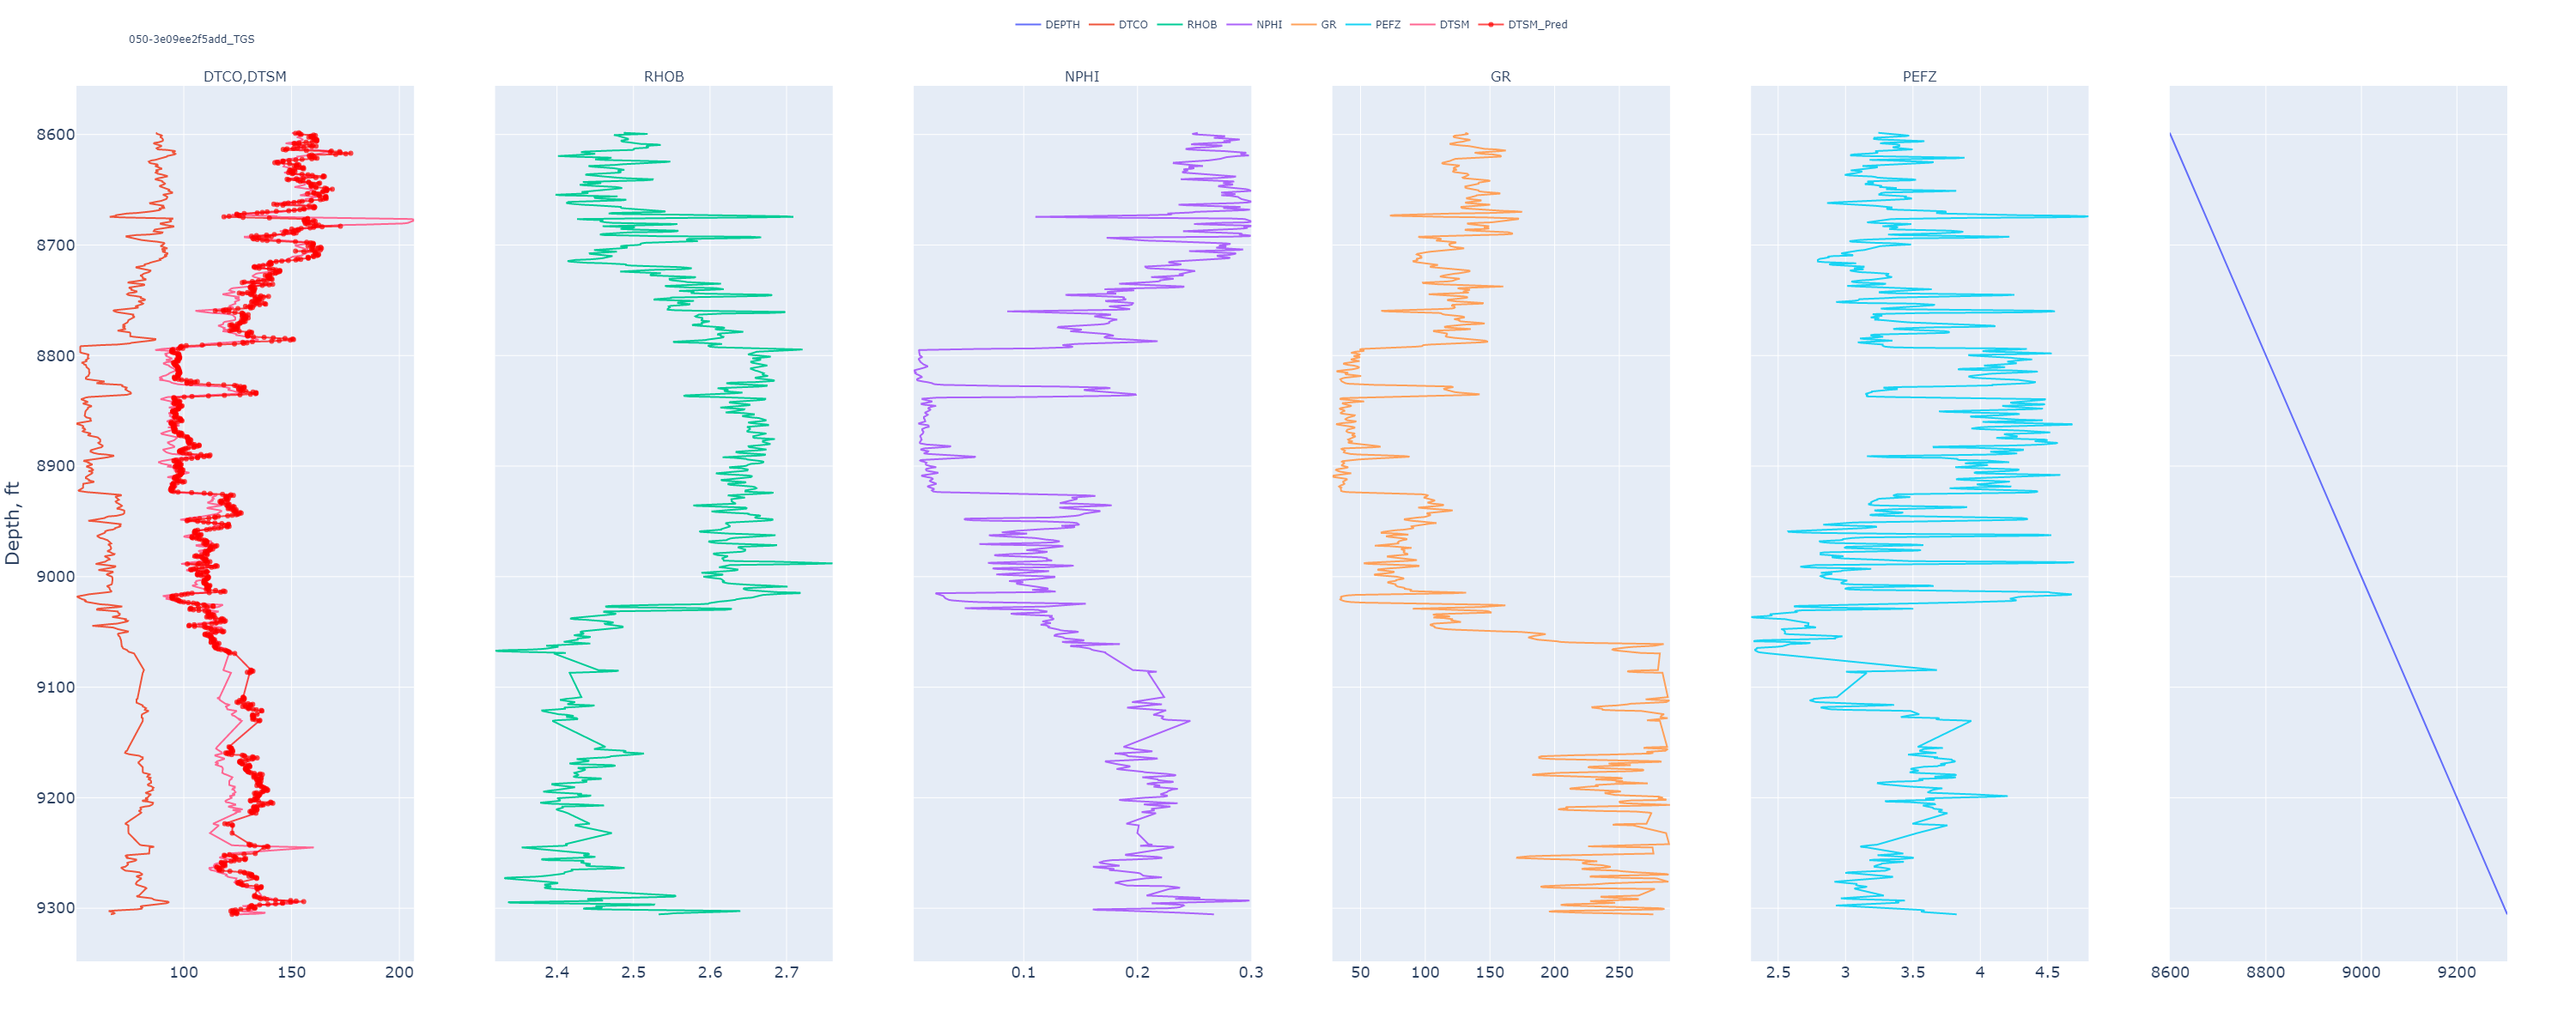 DEPTH DTCO RHOB NPHI GR PEFZ DTSM DTSM_Pred
050-3e09ee2f5add_TGS
DTCO,DTSM RHOB NPHI GR PEFZ
8600
8700
8800
8900
9000
9100
9200
9300
Depth, ft
100 150 200 2.4 2.5 2.6 2.7 0.1 0.2 0.3 50 100 150 200 250 2.5 3 3.5 4 4.5 8600 8800 9000 9200